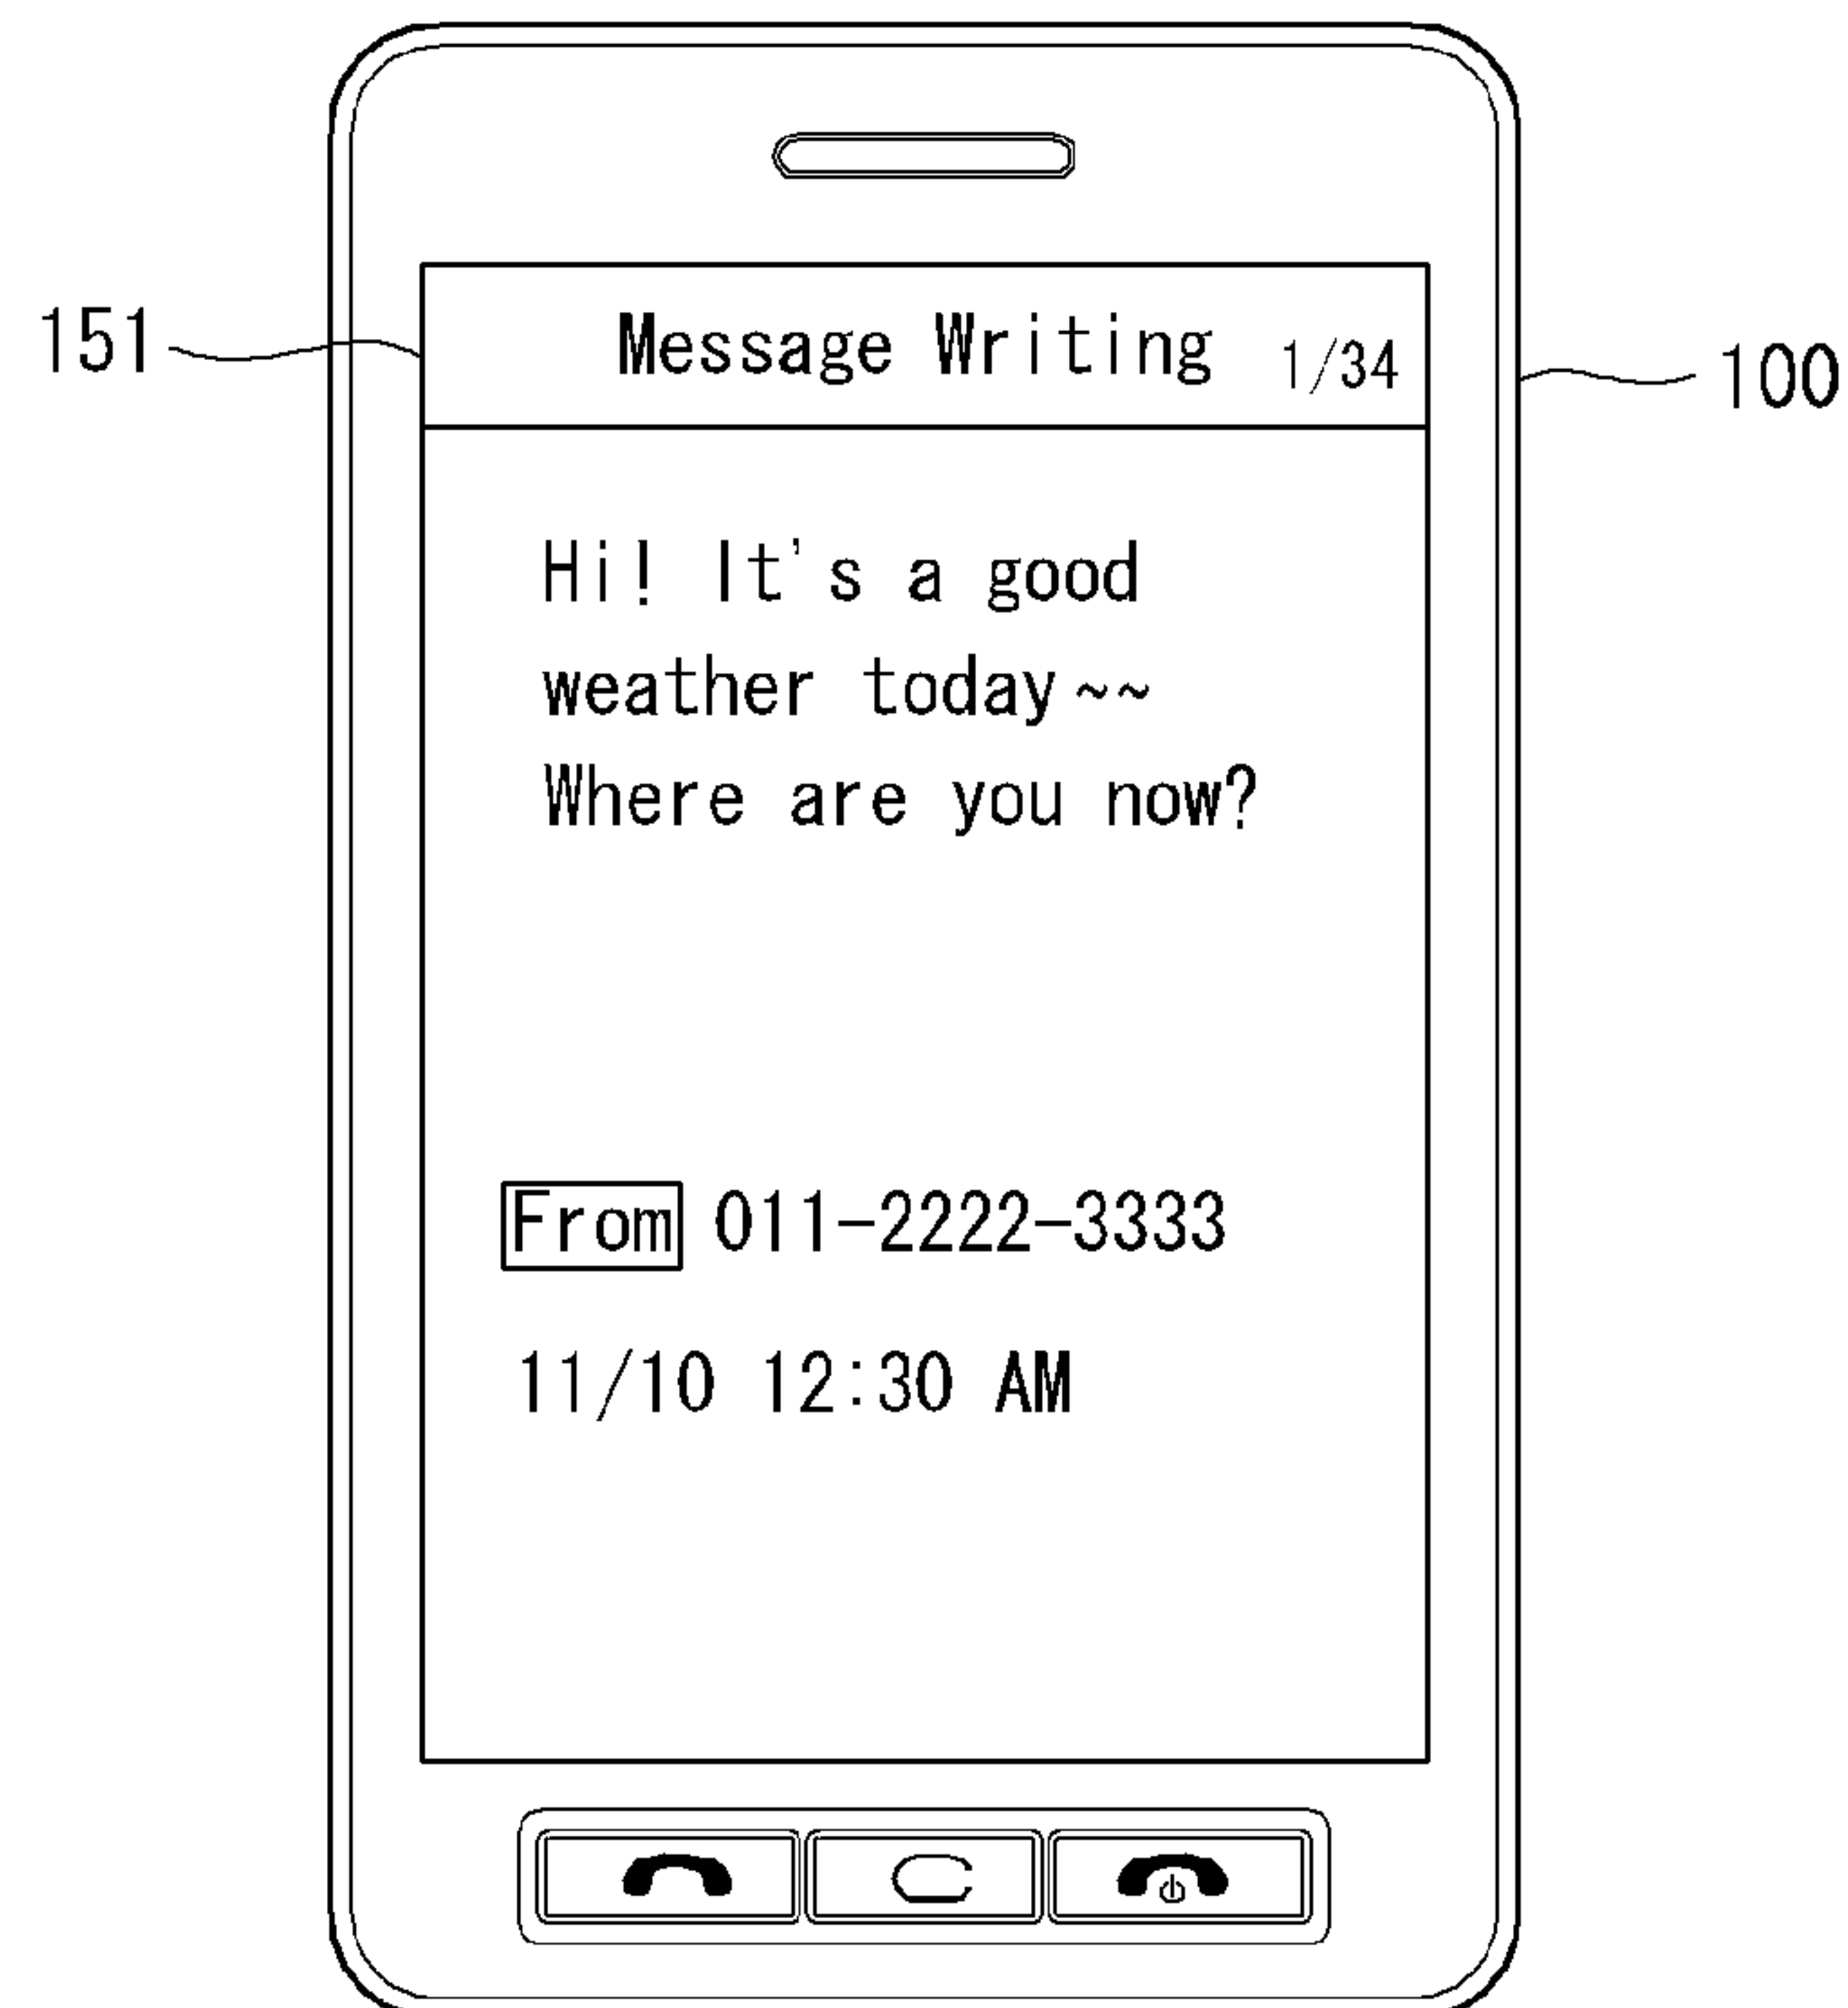 Message Writing 1/34
151
100
Hi! It's a good
weather today~~
Where are you now?
From 011-2222-3333
11/10 12:30 AM
C